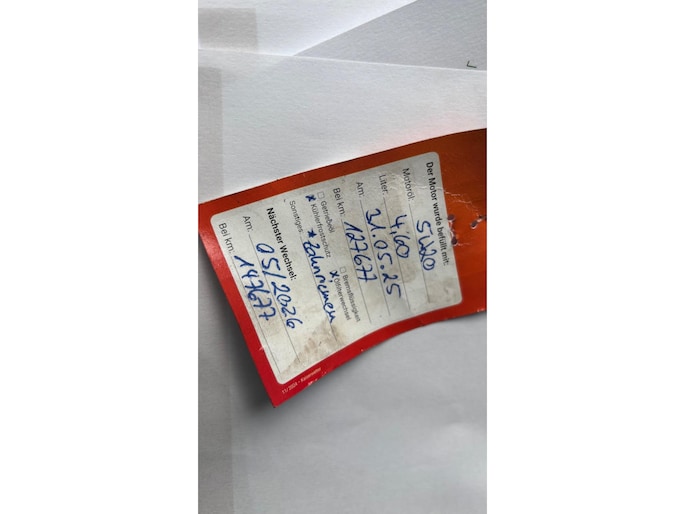 Der Motor wurde befüllt mit:
Motoröl: 5W20
Liter: 4,60
Am: 31.05.25
Bei km: 127677
☐ Getriebeöl ☐ Bremsflüssigkeit
x Kühlerfrostschutz x Ölfilterwechsel
Sonstiges x Zahnriemen
Nächster Wechsel:
Am: 05/2026
Bei km: 147677